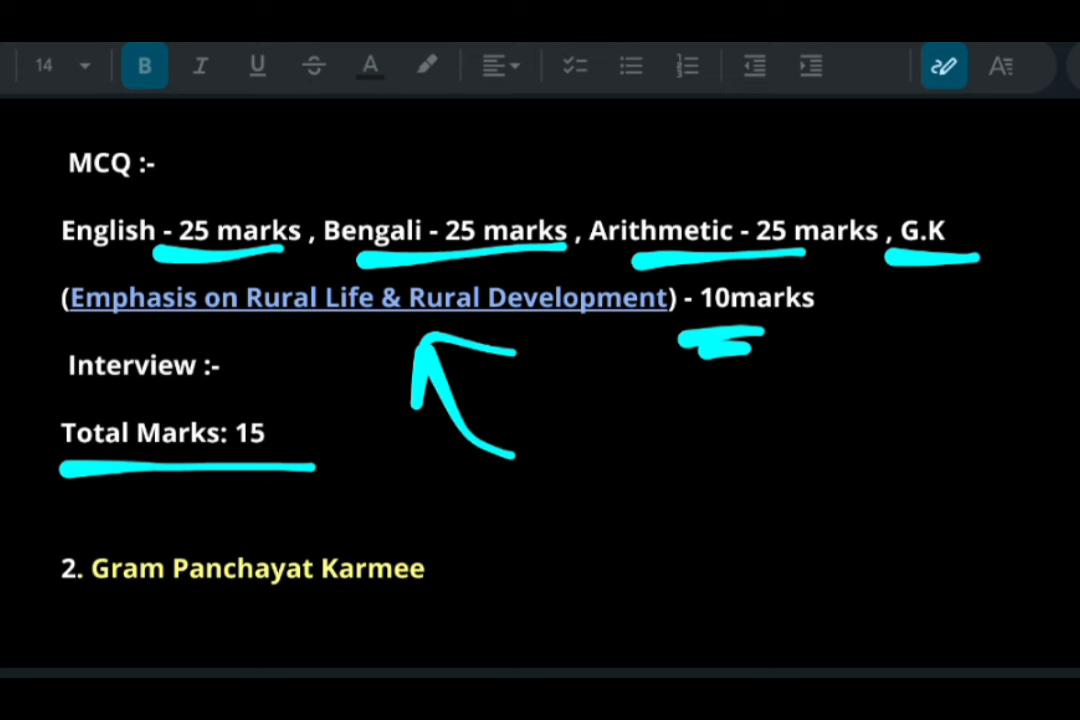 14 B I U S A
MCQ :-
English - 25 marks , Bengali - 25 marks , Arithmetic - 25 marks , G.K
(Emphasis on Rural Life & Rural Development) - 10marks
Interview :-
Total Marks: 15
2. Gram Panchayat Karmee